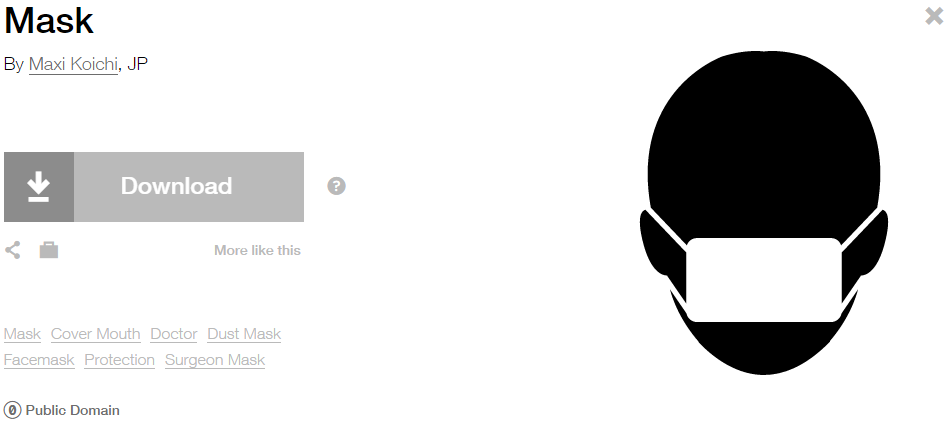 Mask
By Maxi Koichi, JP
Download
?
More like this
Mask Cover Mouth Doctor Dust Mask
Facemask Protection Surgeon Mask
0 Public Domain